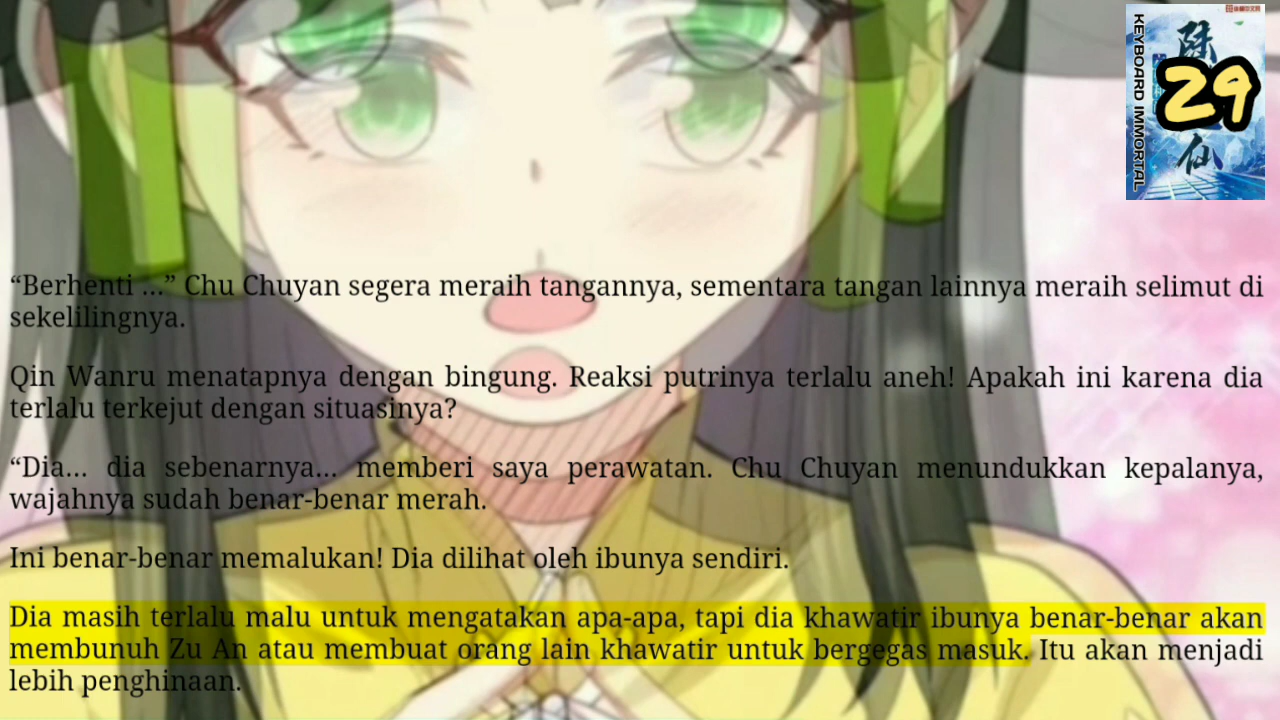 KEYBOARD IMMORTAL
陆
仙
29
“Berhenti ...” Chu Chuyan segera meraih tangannya, sementara tangan lainnya meraih selimut di
sekelilingnya.
Qin Wanru menatapnya dengan bingung. Reaksi putrinya terlalu aneh! Apakah ini karena dia
terlalu terkejut dengan situasinya?
“Dia... dia sebenarnya... memberi saya perawatan. Chu Chuyan menundukkan kepalanya,
wajahnya sudah benar-benar merah.
Ini benar-benar memalukan! Dia dilihat oleh ibunya sendiri.
Dia masih terlalu malu untuk mengatakan apa-apa, tapi dia khawatir ibunya benar-benar akan
membunuh Zu An atau membuat orang lain khawatir untuk bergegas masuk. Itu akan menjadi
lebih penghinaan.